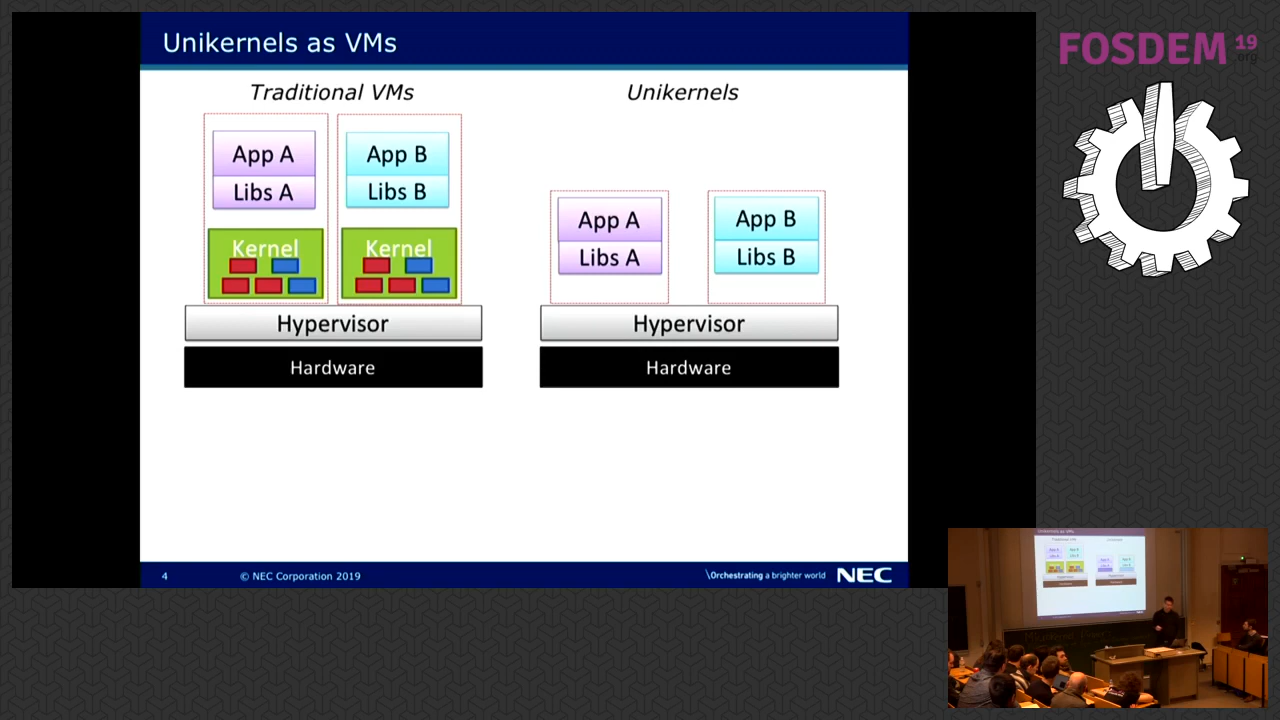 Unikernels as VMs
Traditional VMs
Unikernels
App A
Libs A
App B
Libs B
Kernel
Kernel
App A
Libs A
App B
Libs B
Hypervisor
Hypervisor
Hardware
Hardware
4
© NEC Corporation 2019
\Orchestrating a brighter world
NEC
FOSDEM 19
.org